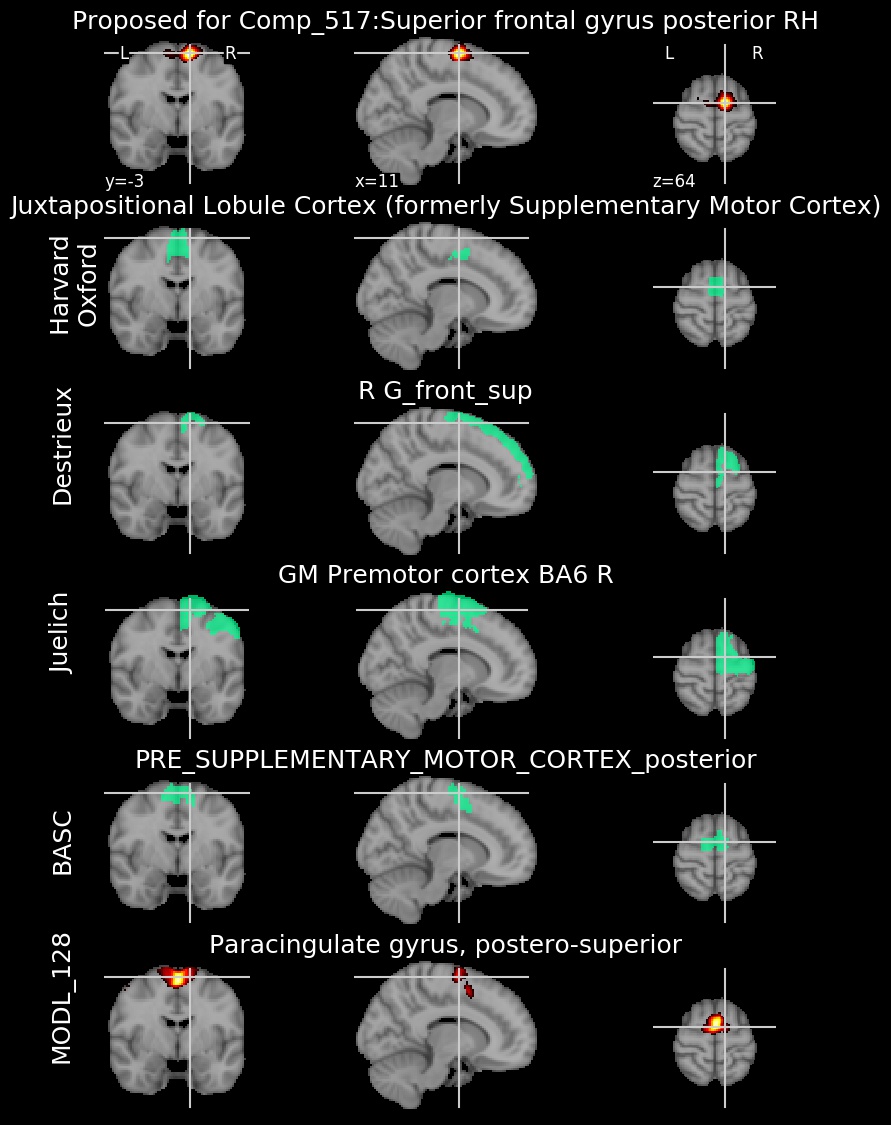 Proposed for Comp_517:Superior frontal gyrus posterior RH
L R
L R
y=-3
x=11
z=64
Juxtapositional Lobule Cortex (formerly Supplementary Motor Cortex)
Harvard
Oxford
R G_front_sup
Destrieux
GM Premotor cortex BA6 R
Juelich
PRE_SUPPLEMENTARY_MOTOR_CORTEX_posterior
BASC
Paracingulate gyrus, postero-superior
MODL_128